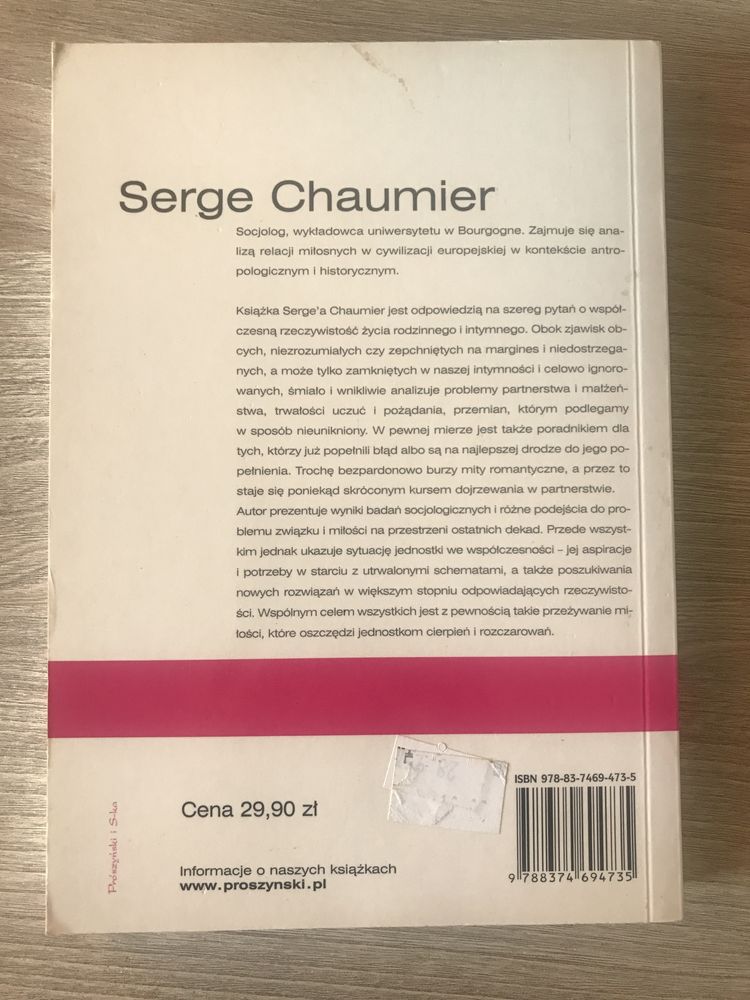 Serge Chaumier
Socjolog, wykładowca uniwersytetu w Bourgogne. Zajmuje się ana-
lizą relacji miłosnych w cywilizacji europejskiej w kontekście antro-
pologicznym i historycznym.
Książka Serge'a Chaumier jest odpowiedzią na szereg pytań o współ-
czesną rzeczywistość życia rodzinnego i intymnego. Obok zjawisk ob-
cych, niezrozumiałych czy zepchniętych na margines i niedostrzega-
nych, a może tylko zamkniętych w naszej intymności i celowo ignoro-
wanych, śmiało i wnikliwie analizuje problemy partnerstwa i małżeń-
stwa, trwałości uczuć i pożądania, przemian, którym podlegamy
w sposób nieunikniony. W pewnej mierze jest także poradnikiem dla
tych, którzy już popełnili błąd albo są na najlepszej drodze do jego po-
pełnienia. Trochę bezpardonowo burzy mity romantyczne, a przez to
staje się poniekąd skróconym kursem dojrzewania w partnerstwie.
Autor prezentuje wyniki badań socjologicznych i różne podejścia do pro-
blemu związku i miłości na przestrzeni ostatnich dekad. Przede wszyst-
kim jednak ukazuje sytuację jednostki we współczesności – jej aspiracje
i potrzeby w starciu z utrwalonymi schematami, a także poszukiwania
nowych rozwiązań w większym stopniu odpowiadających rzeczywisto-
ści. Wspólnym celem wszystkich jest z pewnością takie przeżywanie mi-
łości, które oszczędzi jednostkom cierpień i rozczarowań.
ISBN 978-83-7469-473-5
Cena 29,90 zł
Prószyński i S-ka
Informacje o naszych książkach
www.proszynski.pl
9 788374 694735